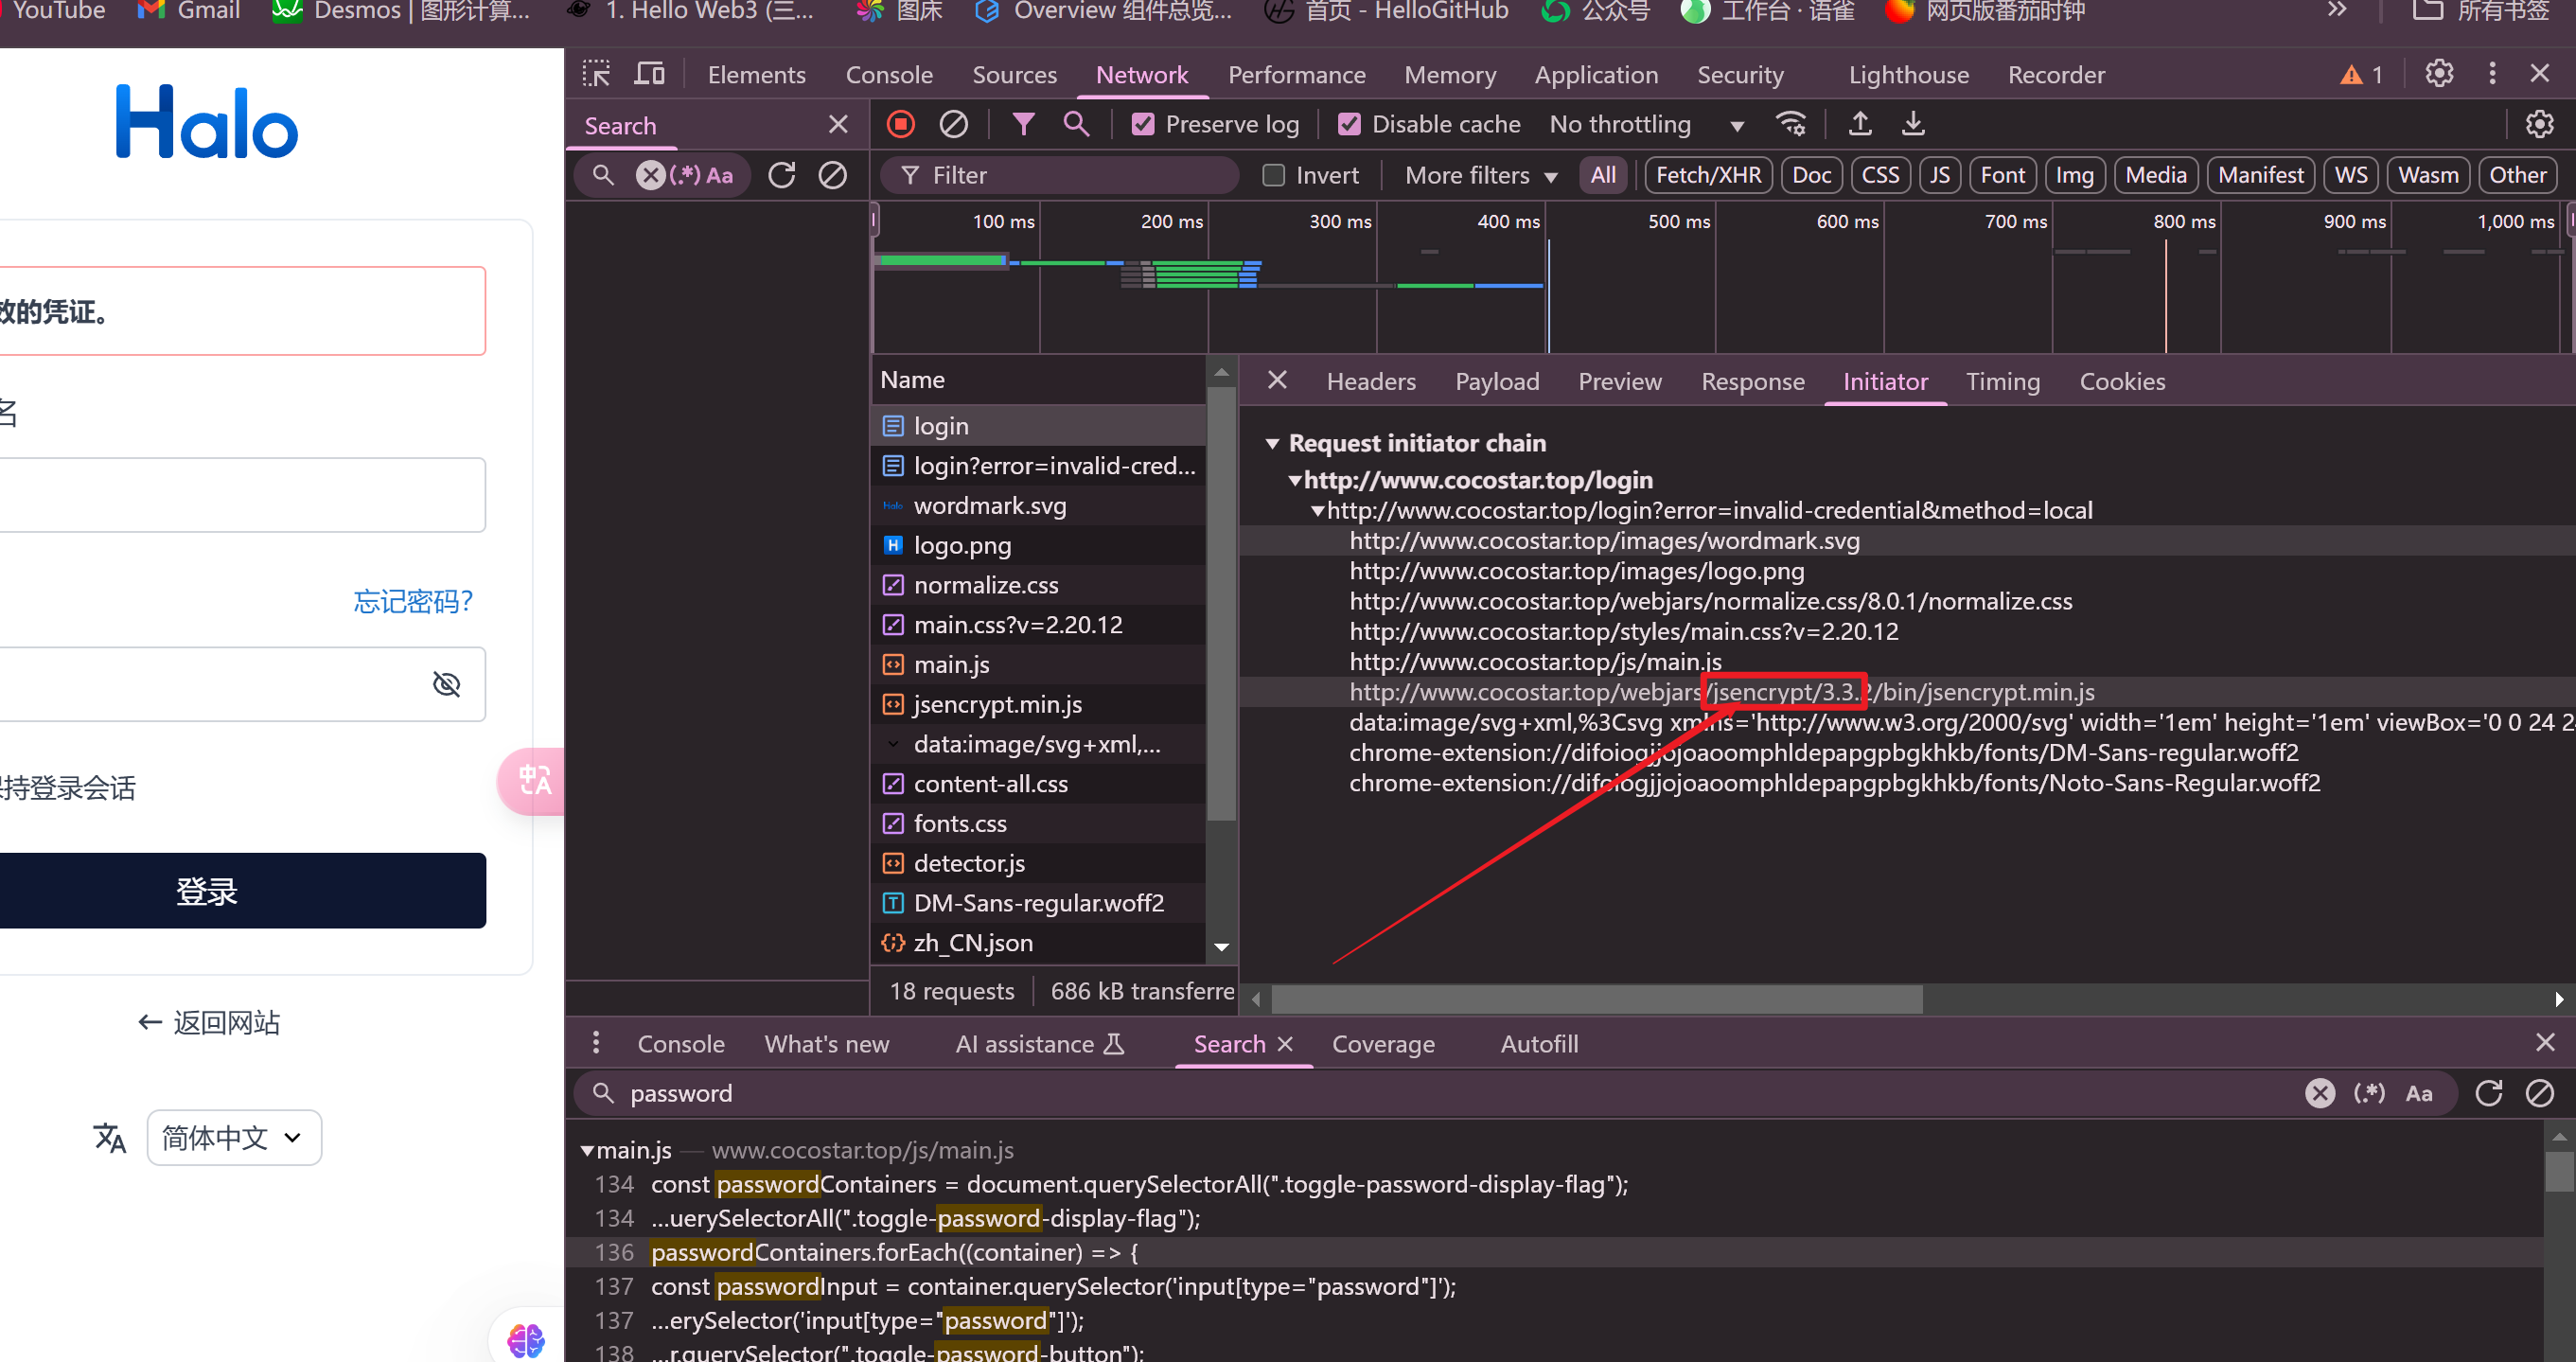 YouTube
Gmail
Desmos | 图形计算...
1. Hello Web3 (三...
图床
Overview 组件总览...
首页 - HelloGitHub
公众号
工作台 · 语雀
网页版番茄时钟
所有书签
Halo
效的凭证。
名
忘记密码?
保持登录会话
登录
← 返回网站
简体中文
Elements Console Sources Network Performance Memory Application Security Lighthouse Recorder 1
Search
Preserve log Disable cache No throttling
(.*) Aa
Filter Invert More filters All Fetch/XHR Doc CSS JS Font Img Media Manifest WS Wasm Other
100 ms 200 ms 300 ms 400 ms 500 ms 600 ms 700 ms 800 ms 900 ms 1,000 ms
Name
login
login?error=invalid-cred...
wordmark.svg
logo.png
normalize.css
main.css?v=2.20.12
main.js
jsencrypt.min.js
data:image/svg+xml,...
content-all.css
fonts.css
detector.js
DM-Sans-regular.woff2
zh_CN.json
18 requests 686 kB transferre
Headers Payload Preview Response Initiator Timing Cookies
Request initiator chain
http://www.cocostar.top/login
http://www.cocostar.top/login?error=invalid-credential&method=local
http://www.cocostar.top/images/wordmark.svg
http://www.cocostar.top/images/logo.png
http://www.cocostar.top/webjars/normalize.css/8.0.1/normalize.css
http://www.cocostar.top/styles/main.css?v=2.20.12
http://www.cocostar.top/js/main.js
http://www.cocostar.top/webjars/jsencrypt/3.3.2/bin/jsencrypt.min.js
data:image/svg+xml,%3Csvg xmlns='http://www.w3.org/2000/svg' width='1em' height='1em' viewBox='0 0 24 2
chrome-extension://difoiogjjojoaoomphldepapgpbgkhkb/fonts/DM-Sans-regular.woff2
chrome-extension://difoiogjjojoaoomphldepapgpbgkhkb/fonts/Noto-Sans-Regular.woff2
Console What's new AI assistance Search Coverage Autofill
password (.*) Aa
main.js — www.cocostar.top/js/main.js
134 const passwordContainers = document.querySelectorAll(".toggle-password-display-flag");
134 ...uerySelectorAll(".toggle-password-display-flag");
136 passwordContainers.forEach((container) => {
137 const passwordInput = container.querySelector('input[type="password"]');
137 ...erySelector('input[type="password"]');
138 ...r.querySelector(".toggle-password-button");